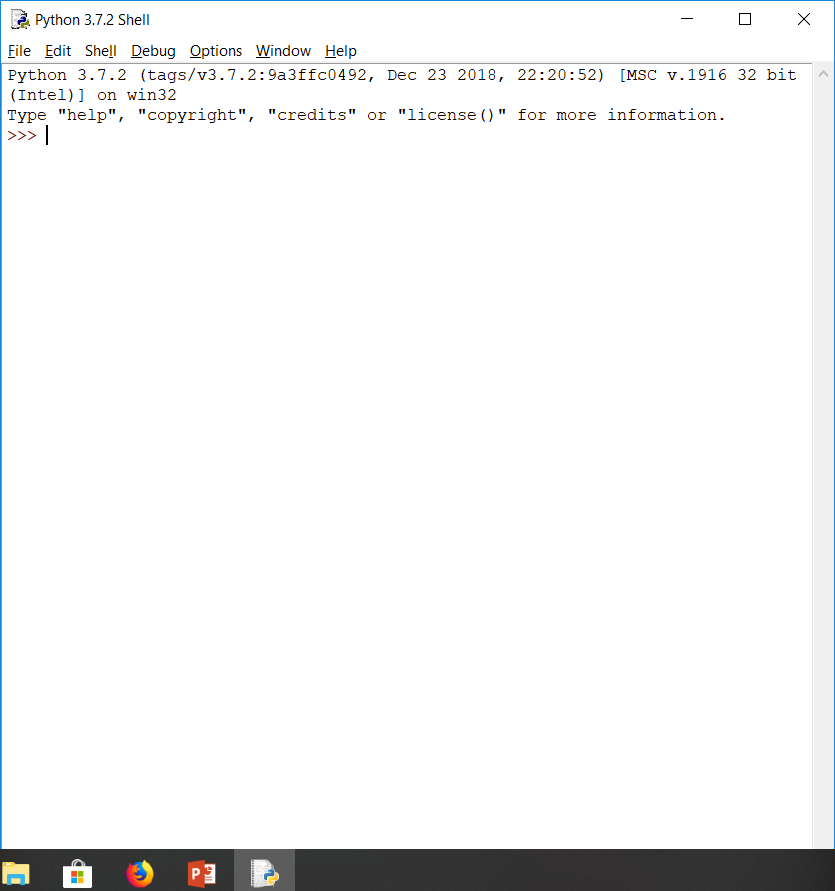 Python 3.7.2 Shell
File Edit Shell Debug Options Window Help
Python 3.7.2 (tags/v3.7.2:9a3ffc0492, Dec 23 2018, 22:20:52) [MSC v.1916 32 bit
(Intel)] on win32
Type "help", "copyright", "credits" or "license()" for more information.
>>>
P